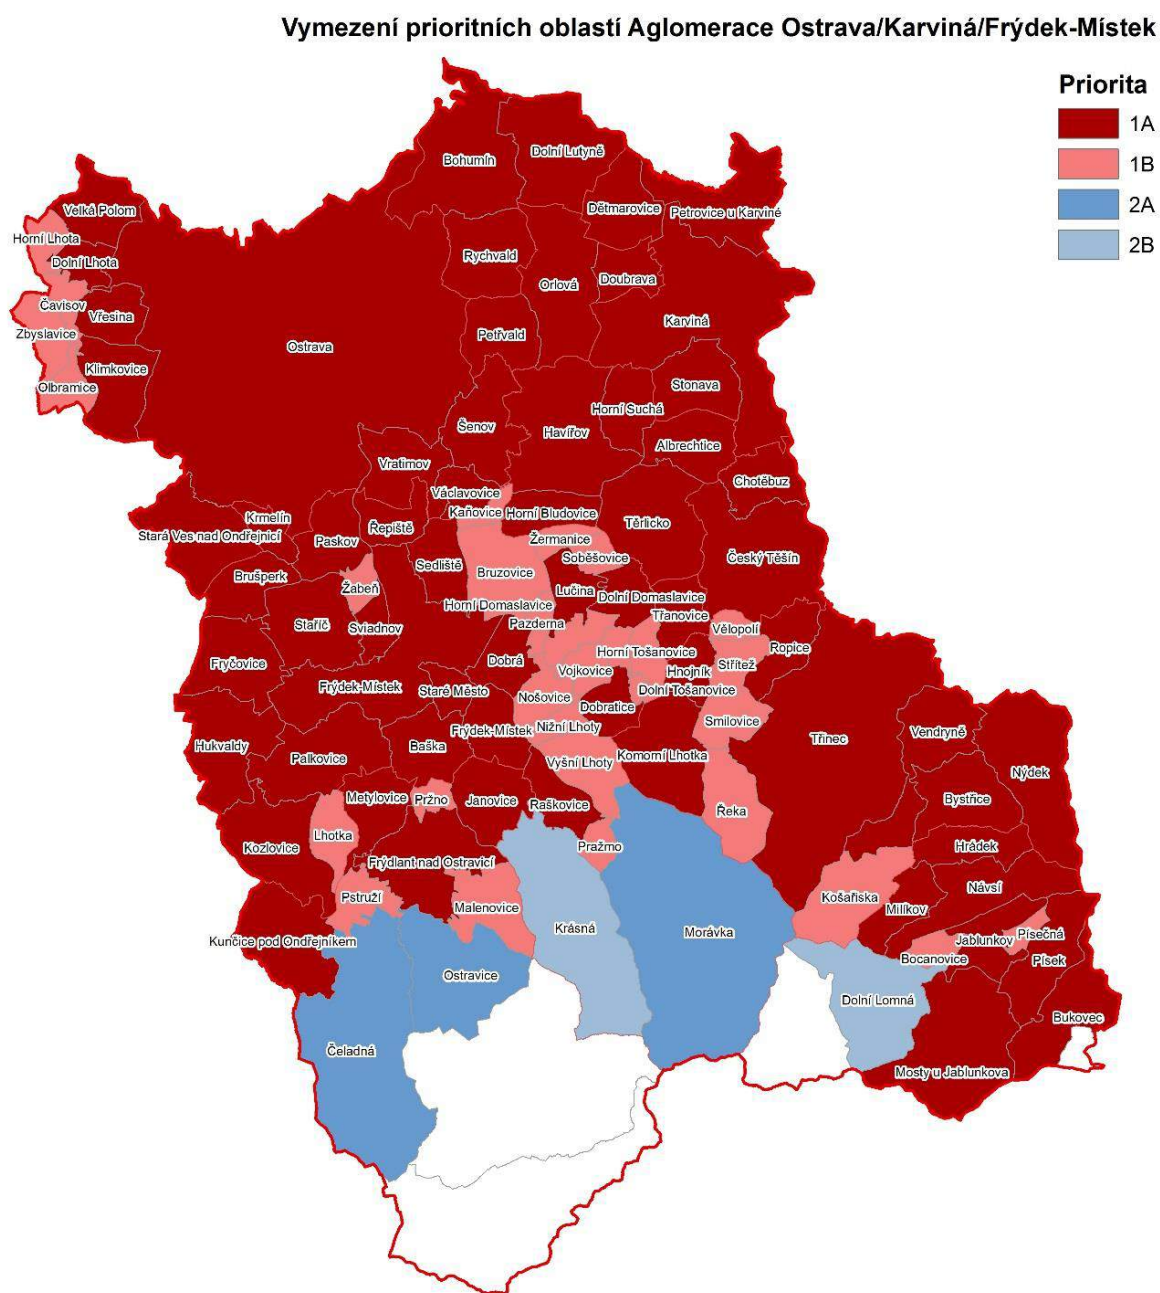 Vymezení prioritních oblastí Aglomerace Ostrava/Karviná/Frýdek-Místek
Priorita
1A
1B
2A
2B
Bohumín
Dolní Lutyně
Dětmarovice
Petrovice u Karviné
Velká Polom
Horní Lhota
Dolní Lhota
Rychvald
Orlová
Doubrava
Čavisov
Vřesina
Zbyslavice
Petřvald
Karviná
Ostrava
Klimkovice
Olbramice
Stonava
Horní Suchá
Šenov
Havířov
Albrechtice
Vratimov
Chotěbuz
Václavovice
Kaňovice
Horní Bludovice
Krmelín
Řepiště
Těrlicko
Stará Ves nad Ondřejnicí
Paskov
Žermanice
Soběšovice
Český Těšín
Sedliště
Bruzovice
Brušperk
Žabeň
Lučina
Dolní Domaslavice
Horní Domaslavice
Třanovice
Staříč
Sviadnov
Pazderna
Vělopolí
Ropice
Fryčovice
Dobrá
Horní Tošanovice
Vojkovice
Hnojník
Střítež
Frýdek-Místek
Staré Město
Nošovice
Dolní Tošanovice
Dobratice
Smilovice
Frýdek-Místek
Nižní Lhoty
Třinec
Vendryně
Hukvaldy
Baška
Palkovice
Vyšní Lhoty
Komorní Lhotka
Nýdek
Metylovice
Pržno
Janovice
Raškovice
Řeka
Bystřice
Lhotka
Kozlovice
Pražmo
Hrádek
Frýdlant nad Ostravicí
Návsí
Pstruží
Malenovice
Košařiska
Milíkov
Krásná
Morávka
Kunčice pod Ondřejníkem
Jablunkov
Písečná
Bocanovice
Písek
Ostravice
Dolní Lomná
Bukovec
Čeladná
Mosty u Jablunkova